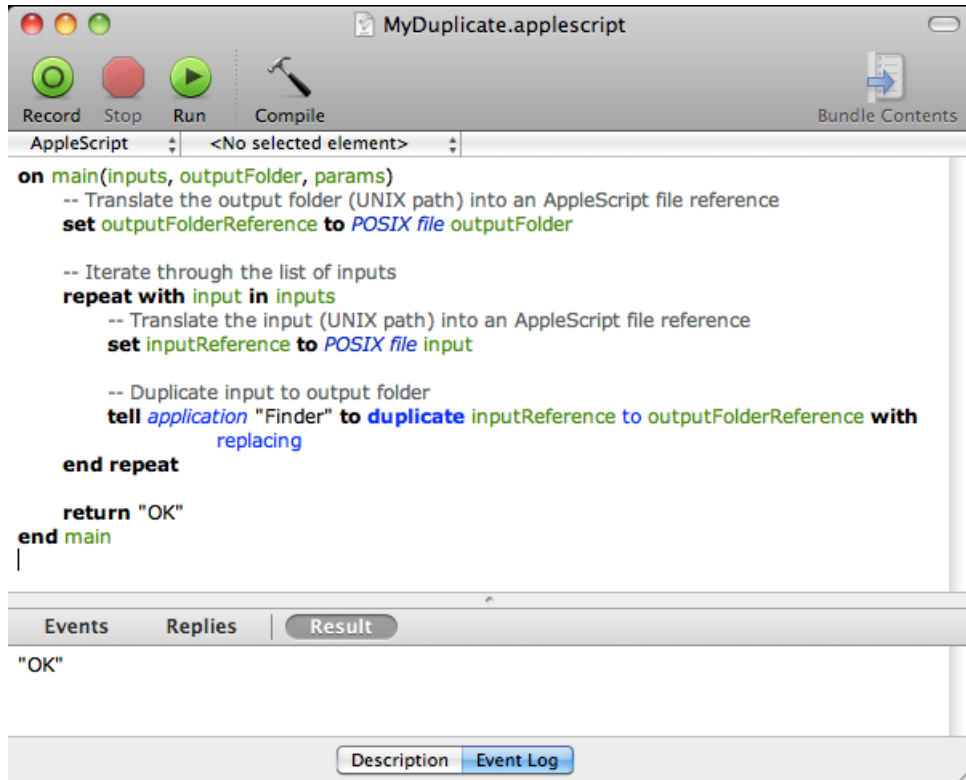 MyDuplicate.applescript
Record Stop Run Compile Bundle Contents
AppleScript <No selected element>
on main(inputs, outputFolder, params)
-- Translate the output folder (UNIX path) into an AppleScript file reference
set outputFolderReference to POSIX file outputFolder
-- Iterate through the list of inputs
repeat with input in inputs
-- Translate the input (UNIX path) into an AppleScript file reference
set inputReference to POSIX file input
-- Duplicate input to output folder
tell application "Finder" to duplicate inputReference to outputFolderReference with
replacing
end repeat
return "OK"
end main
Events Replies Result
"OK"
Description Event Log